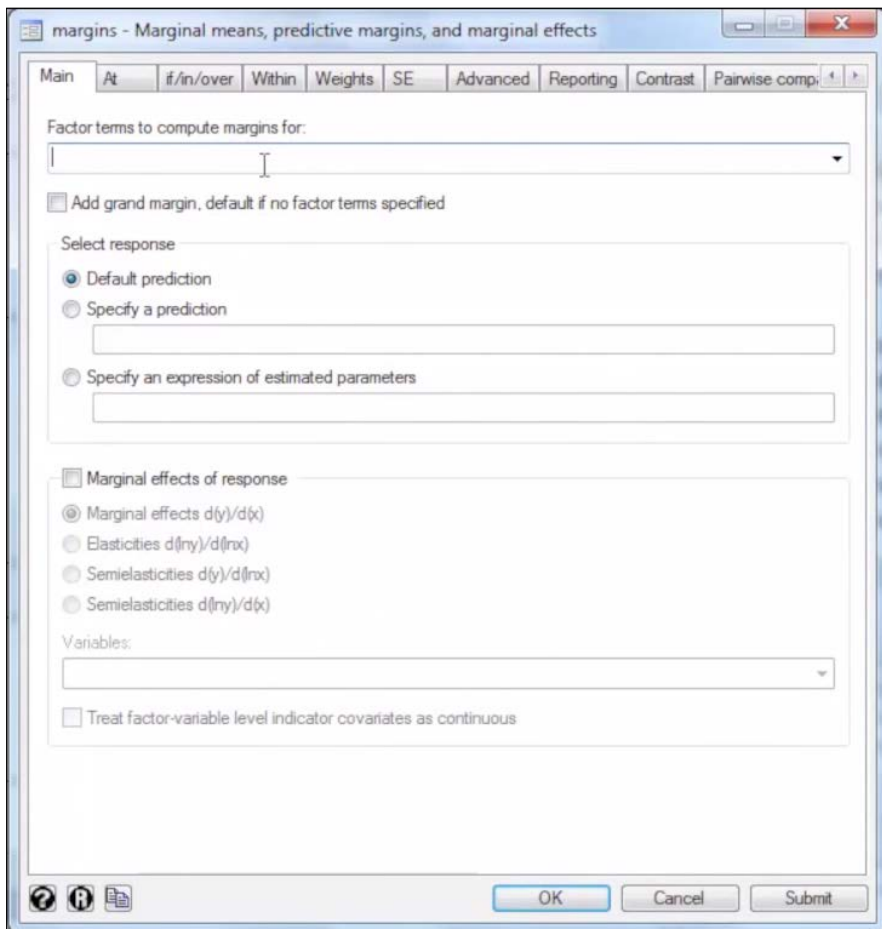 margins - Marginal means, predictive margins, and marginal effects
Main At if/in/over Within Weights SE Advanced Reporting Contrast Pairwise comp
Factor terms to compute margins for:
Add grand margin, default if no factor terms specified
Select response
Default prediction
Specify a prediction
Specify an expression of estimated parameters
Marginal effects of response
Marginal effects d(y)/d(x)
Elasticities d(lny)/d(lnx)
Semielasticities d(y)/d(lnx)
Semielasticities d(lny)/d(x)
Variables:
Treat factor-variable level indicator covariates as continuous
? R OK Cancel Submit